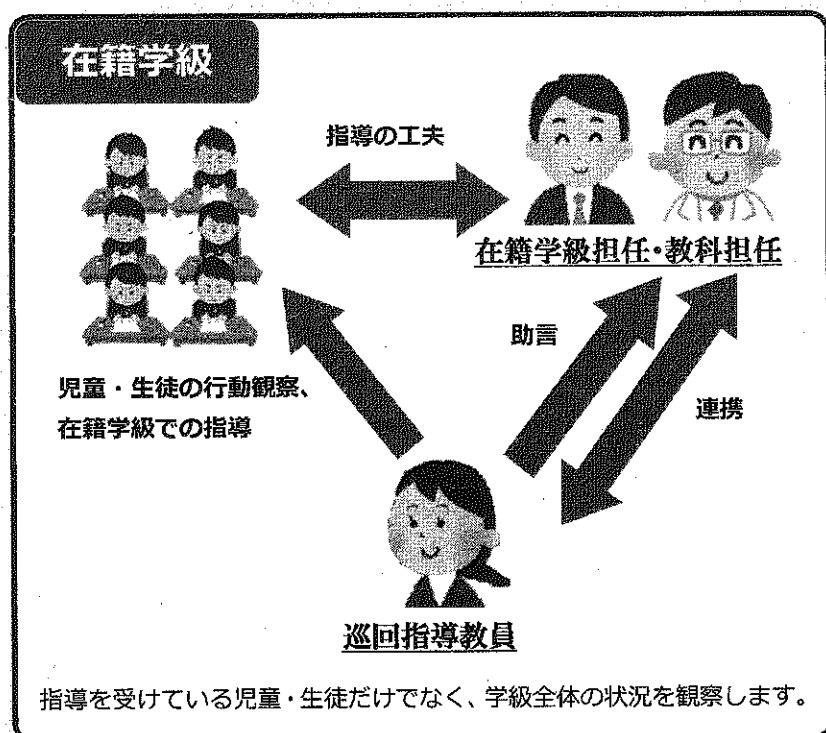 在籍学級
指導の工夫
在籍学級担任・教科担任
助言
連携
児童・生徒の行動観察、
在籍学級での指導
巡回指導教員
指導を受けている児童・生徒だけでなく、学級全体の状況を観察します。